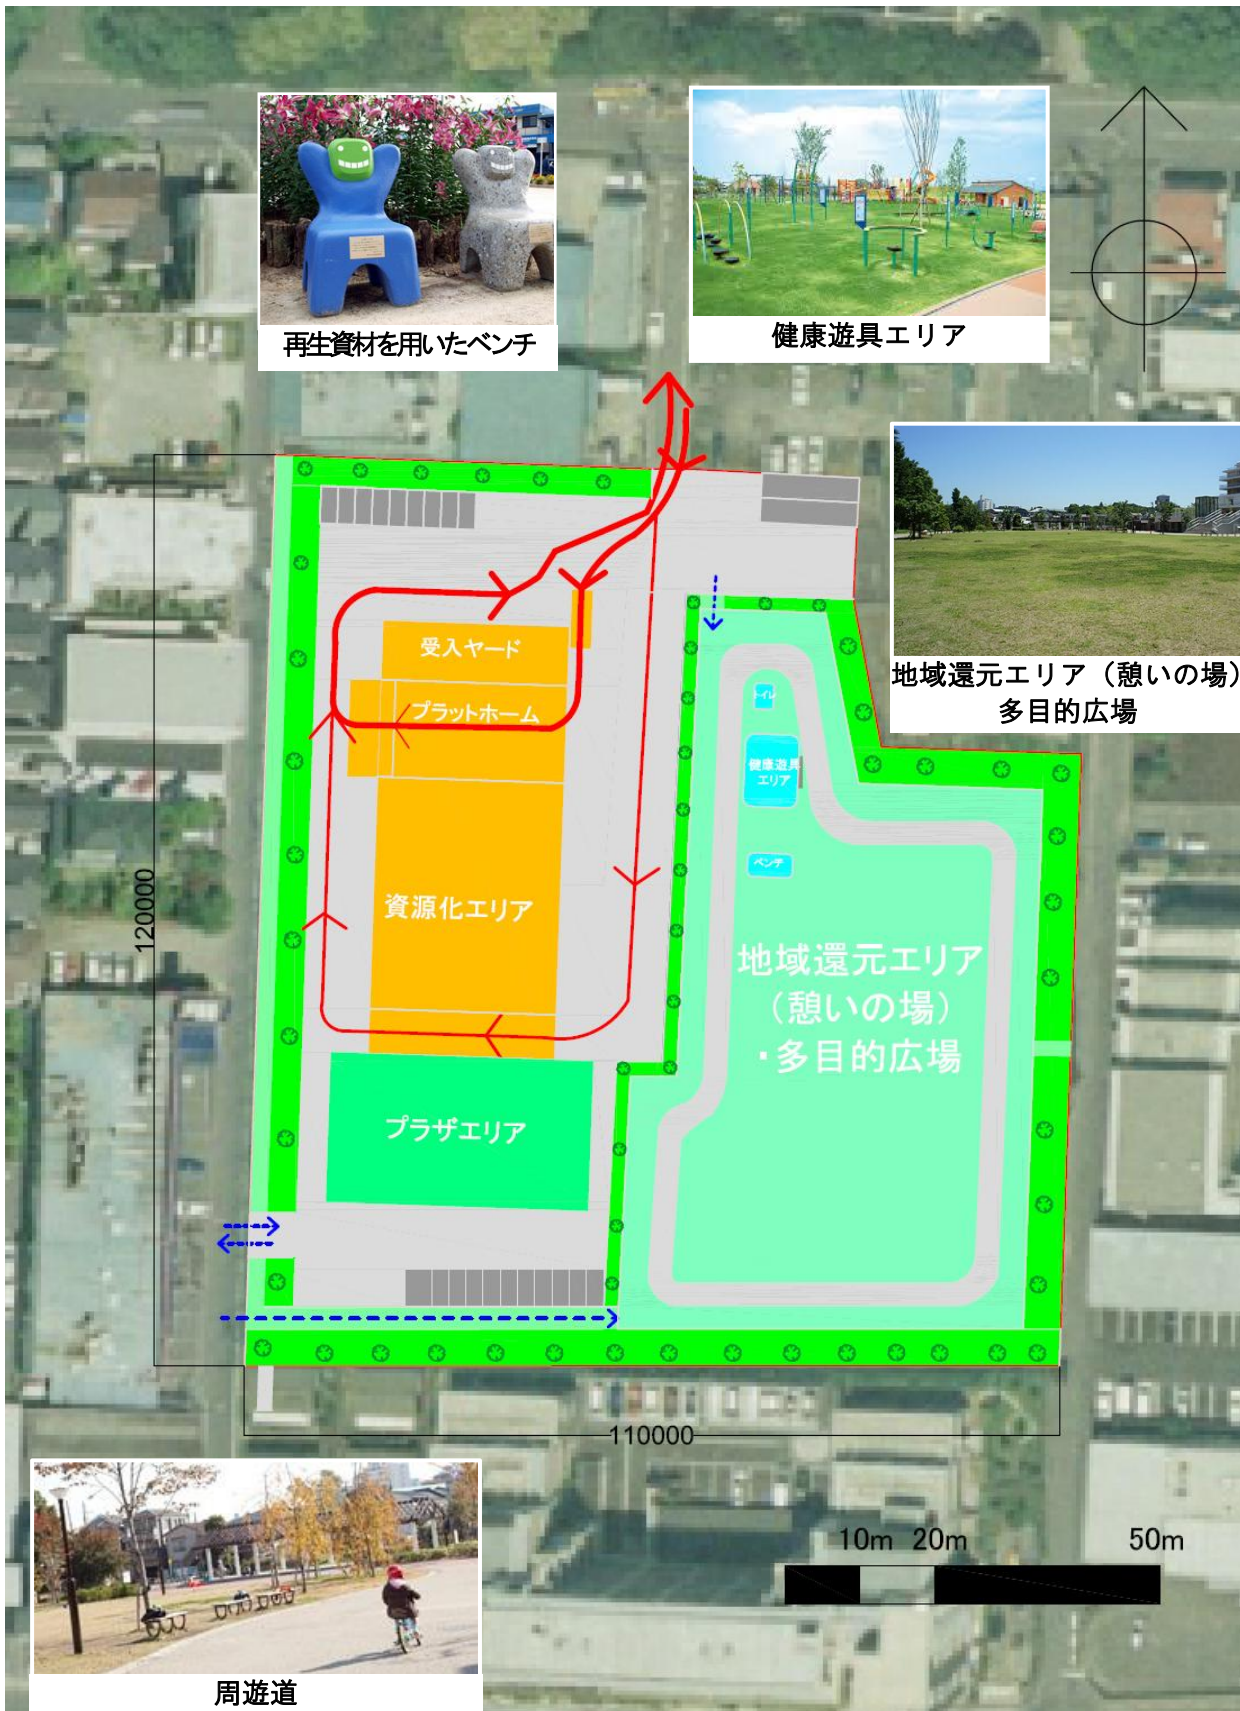 再生資材を用いたベンチ
健康遊具エリア
地域還元エリア（憩いの場）
多目的広場
受入ヤード
プラットホーム
トイレ
健康遊具
エリア
ベンチ
資源化エリア
地域還元エリア
（憩いの場）
・多目的広場
プラザエリア
120000
110000
10m 20m 50m
周遊道